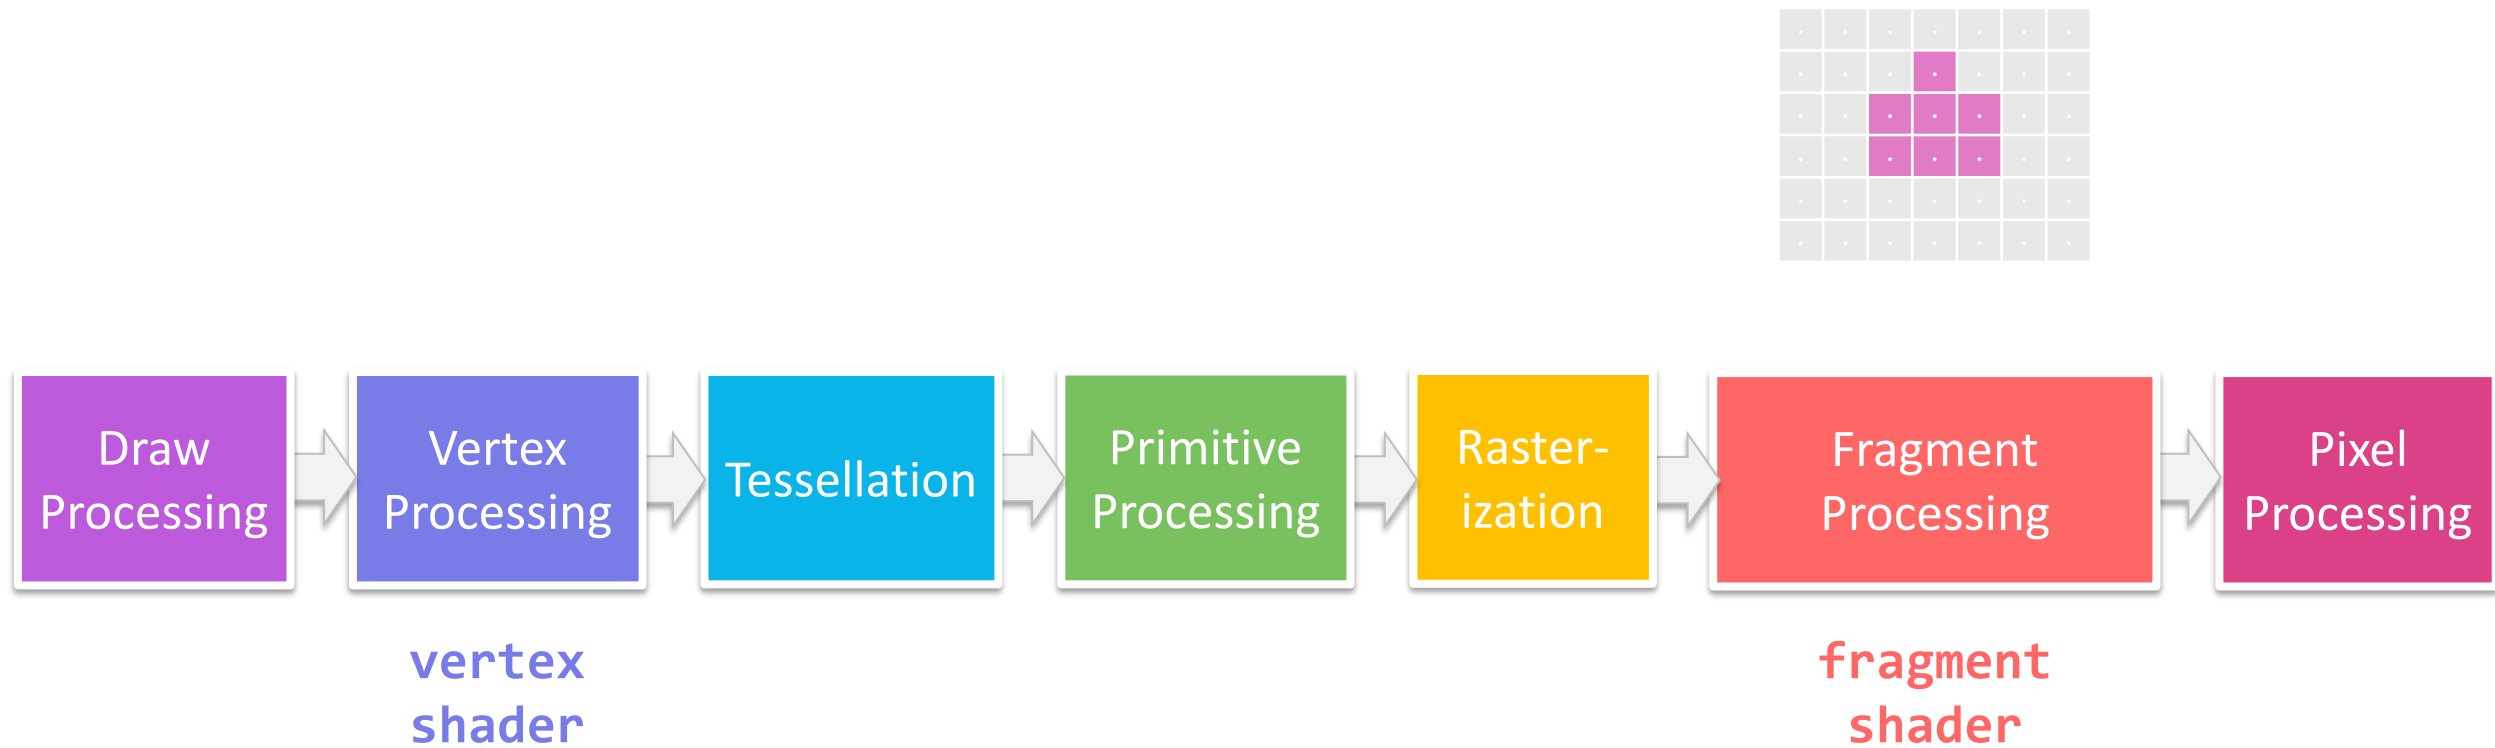 Draw
Processing
Vertex
Processing
Tessellation
Primitive
Processing
Raster-
ization
Fragment
Processing
Pixel
Processing
vertex
shader
fragment
shader